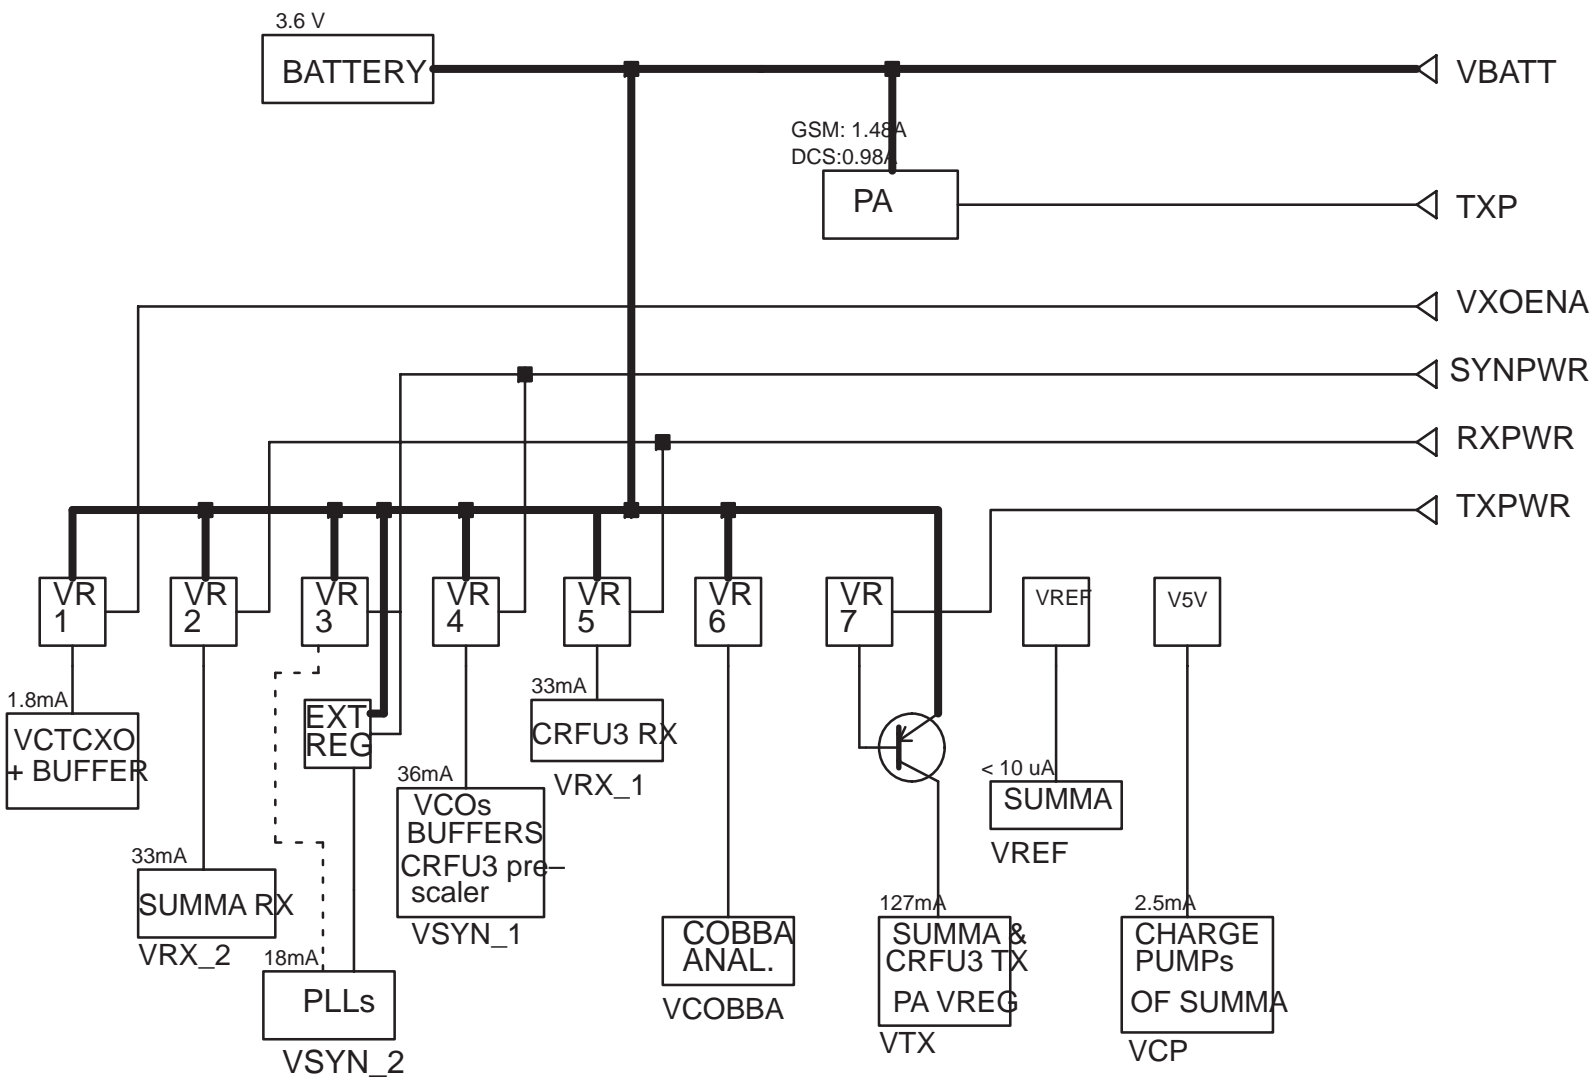 3.6 V
BATTERY
VBATT
GSM: 1.48A
DCS:0.98A
PA
TXP
VXOENA
SYNPWR
RXPWR
TXPWR
VR
1
VR
2
VR
3
VR
4
VR
5
VR
6
VR
7
VREF
V5V
1.8mA
VCTCXO
+ BUFFER
EXT
REG
33mA
CRFU3 RX
VRX_1
36mA
VCOs
BUFFERS
CRFU3 pre–
scaler
VSYN_1
< 10 uA
SUMMA
VREF
33mA
SUMMA RX
VRX_2
18mA
PLLs
VSYN_2
COBBA
ANAL.
VCOBBA
127mA
SUMMA &
CRFU3 TX
PA VREG
VTX
2.5mA
CHARGE
PUMPs
OF SUMMA
VCP